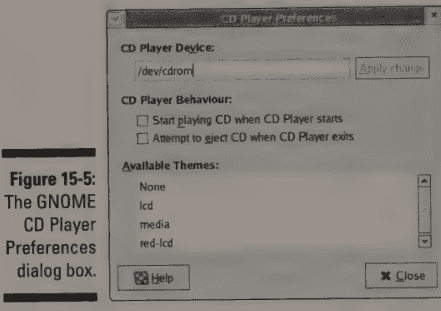 CD Player Preferences
CD Player Device:
/dev/cdrom
Apply change
CD Player Behaviour:
Start playing CD when CD Player starts
Attempt to eject CD when CD Player exits
Available Themes:
None
lcd
media
red-lcd
Help
Close
Figure 15-5:
The GNOME
CD Player
Preferences
dialog box.